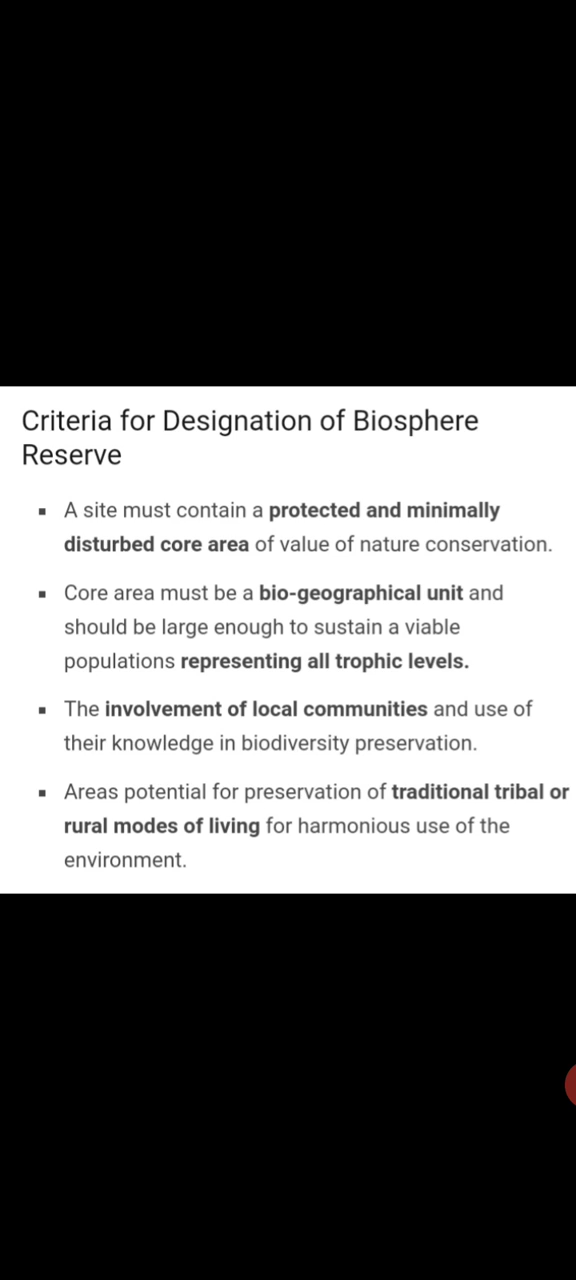 Criteria for Designation of Biosphere
Reserve
▪ A site must contain a protected and minimally
disturbed core area of value of nature conservation.
▪ Core area must be a bio-geographical unit and
should be large enough to sustain a viable
populations representing all trophic levels.
▪ The involvement of local communities and use of
their knowledge in biodiversity preservation.
▪ Areas potential for preservation of traditional tribal or
rural modes of living for harmonious use of the
environment.